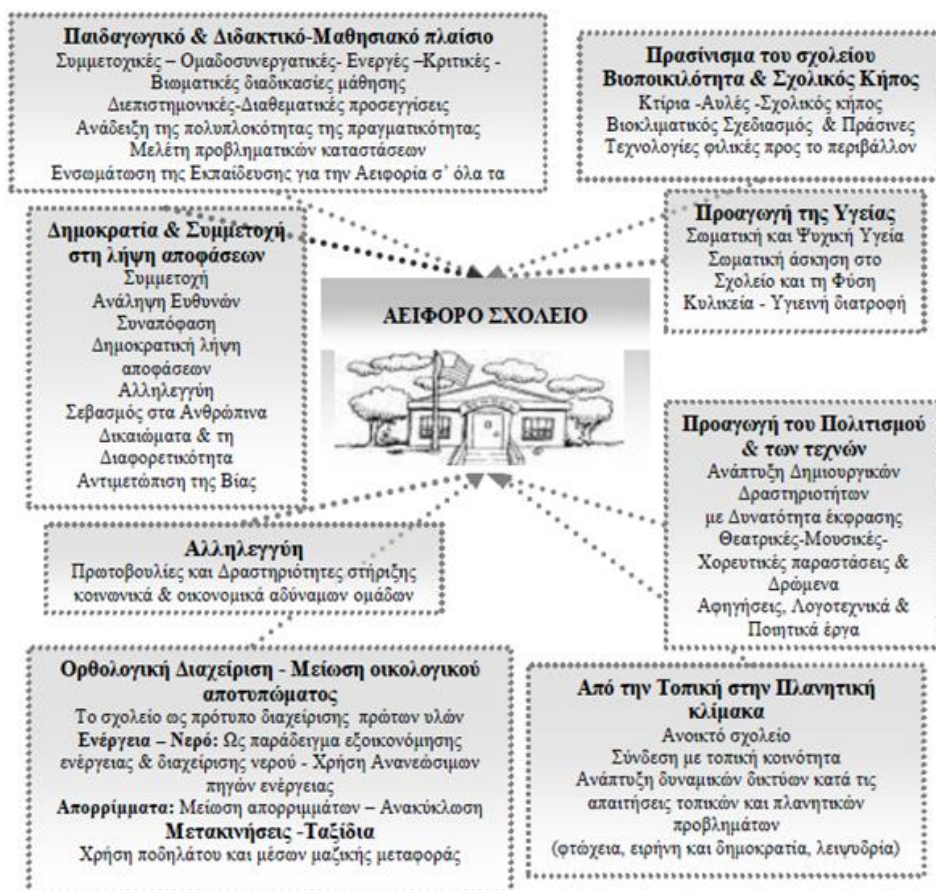 Παιδαγωγικό & Διδακτικό-Μαθησιακό πλαίσιο
Συμμετοχικές – Ομαδοσυνεργατικές- Ενεργές –Κριτικές -
Βιωματικές διαδικασίες μάθησης
Διεπιστημονικές-Διαθεματικές προσεγγίσεις
Ανάδειξη της πολυπλοκότητας της πραγματικότητας
Μελέτη προβληματικών καταστάσεων
Ενσωμάτωση της Εκπαίδευσης για την Αειφορία σ' όλα τα
Πρασίνισμα του σχολείου
Βιοποικιλότητα & Σχολικός Κήπος
Κτίρια -Αυλές -Σχολικός κήπος
Βιοκλιματικός Σχεδιασμός & Πράσινες
Τεχνολογίες φιλικές προς το περιβάλλον
Δημοκρατία & Συμμετοχή
στη λήψη αποφάσεων
Συμμετοχή
Ανάληψη Ευθυνών
Συναπόφαση
Δημοκρατική λήψη
αποφάσεων
Αλληλεγγύη
Σεβασμός στα Ανθρώπινα
Δικαιώματα & τη
Διαφορετικότητα
Αντιμετώπιση της Βίας
Προαγωγή της Υγείας
Σωματική και Ψυχική Υγεία
Σωματική άσκηση στο
Σχολείο και τη Φύση
Κυλικεία - Υγιεινή διατροφή
ΑΕΙΦΟΡΟ ΣΧΟΛΕΙΟ
Προαγωγή του Πολιτισμού
& των τεχνών
Ανάπτυξη Δημιουργικών
Δραστηριοτήτων
με Δυνατότητα έκφρασης
Θεατρικές-Μουσικές-
Χορευτικές παραστάσεις &
Δρώμενα
Αφηγήσεις, Λογοτεχνικά &
Ποιητικά έργα
Αλληλεγγύη
Πρωτοβουλίες και Δραστηριότητες στήριξης
κοινωνικά & οικονομικά αδύναμων ομάδων
Ορθολογική Διαχείριση - Μείωση οικολογικού
αποτυπώματος
Το σχολείο ως πρότυπο διαχείρισης πρώτων υλών
Ενέργεια – Νερό: Ως παράδειγμα εξοικονόμησης
ενέργειας & διαχείρισης νερού - Χρήση Ανανεώσιμων
πηγών ενέργειας
Απορρίμματα: Μείωση απορριμμάτων – Ανακύκλωση
Μετακινήσεις -Ταξίδια
Χρήση ποδηλάτου και μέσων μαζικής μεταφοράς
Από την Τοπική στην Πλανητική
κλίμακα
Ανοικτό σχολείο
Σύνδεση με τοπική κοινότητα
Ανάπτυξη δυναμικών δικτύων κατά τις
απαιτήσεις τοπικών και πλανητικών
προβλημάτων
(φτώχεια, ειρήνη και δημοκρατία, λειψυδρία)